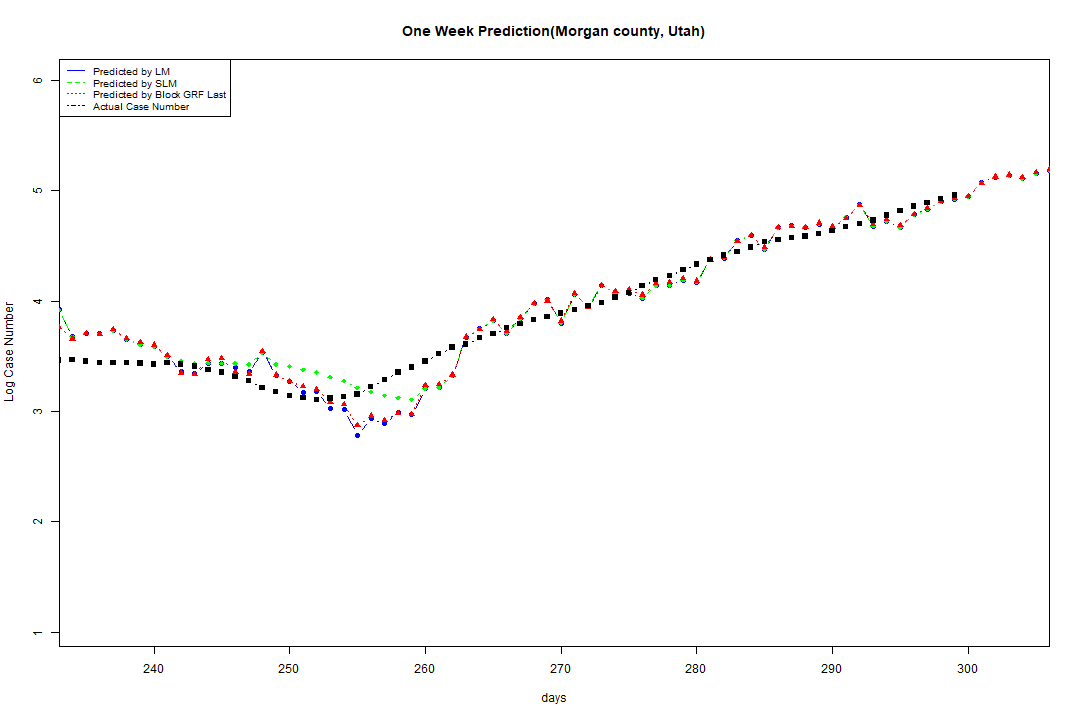 One Week Prediction(Morgan county, Utah)
Predicted by LM
Predicted by SLM
Predicted by Block GRF Last
Actual Case Number
6
5
4
3
2
1
Log Case Number
240 250 260 270 280 290 300
days